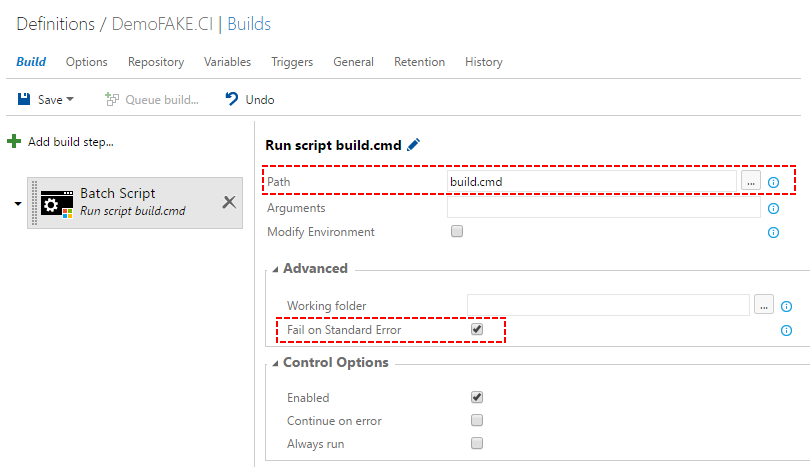 Definitions / DemoFAKE.CI | Builds
Build Options Repository Variables Triggers General Retention History
Save Queue build... Undo
Add build step...
Batch Script
Run script build.cmd
Run script build.cmd
Path build.cmd ...
Arguments
Modify Environment
Advanced
Working folder ...
Fail on Standard Error
Control Options
Enabled
Continue on error
Always run